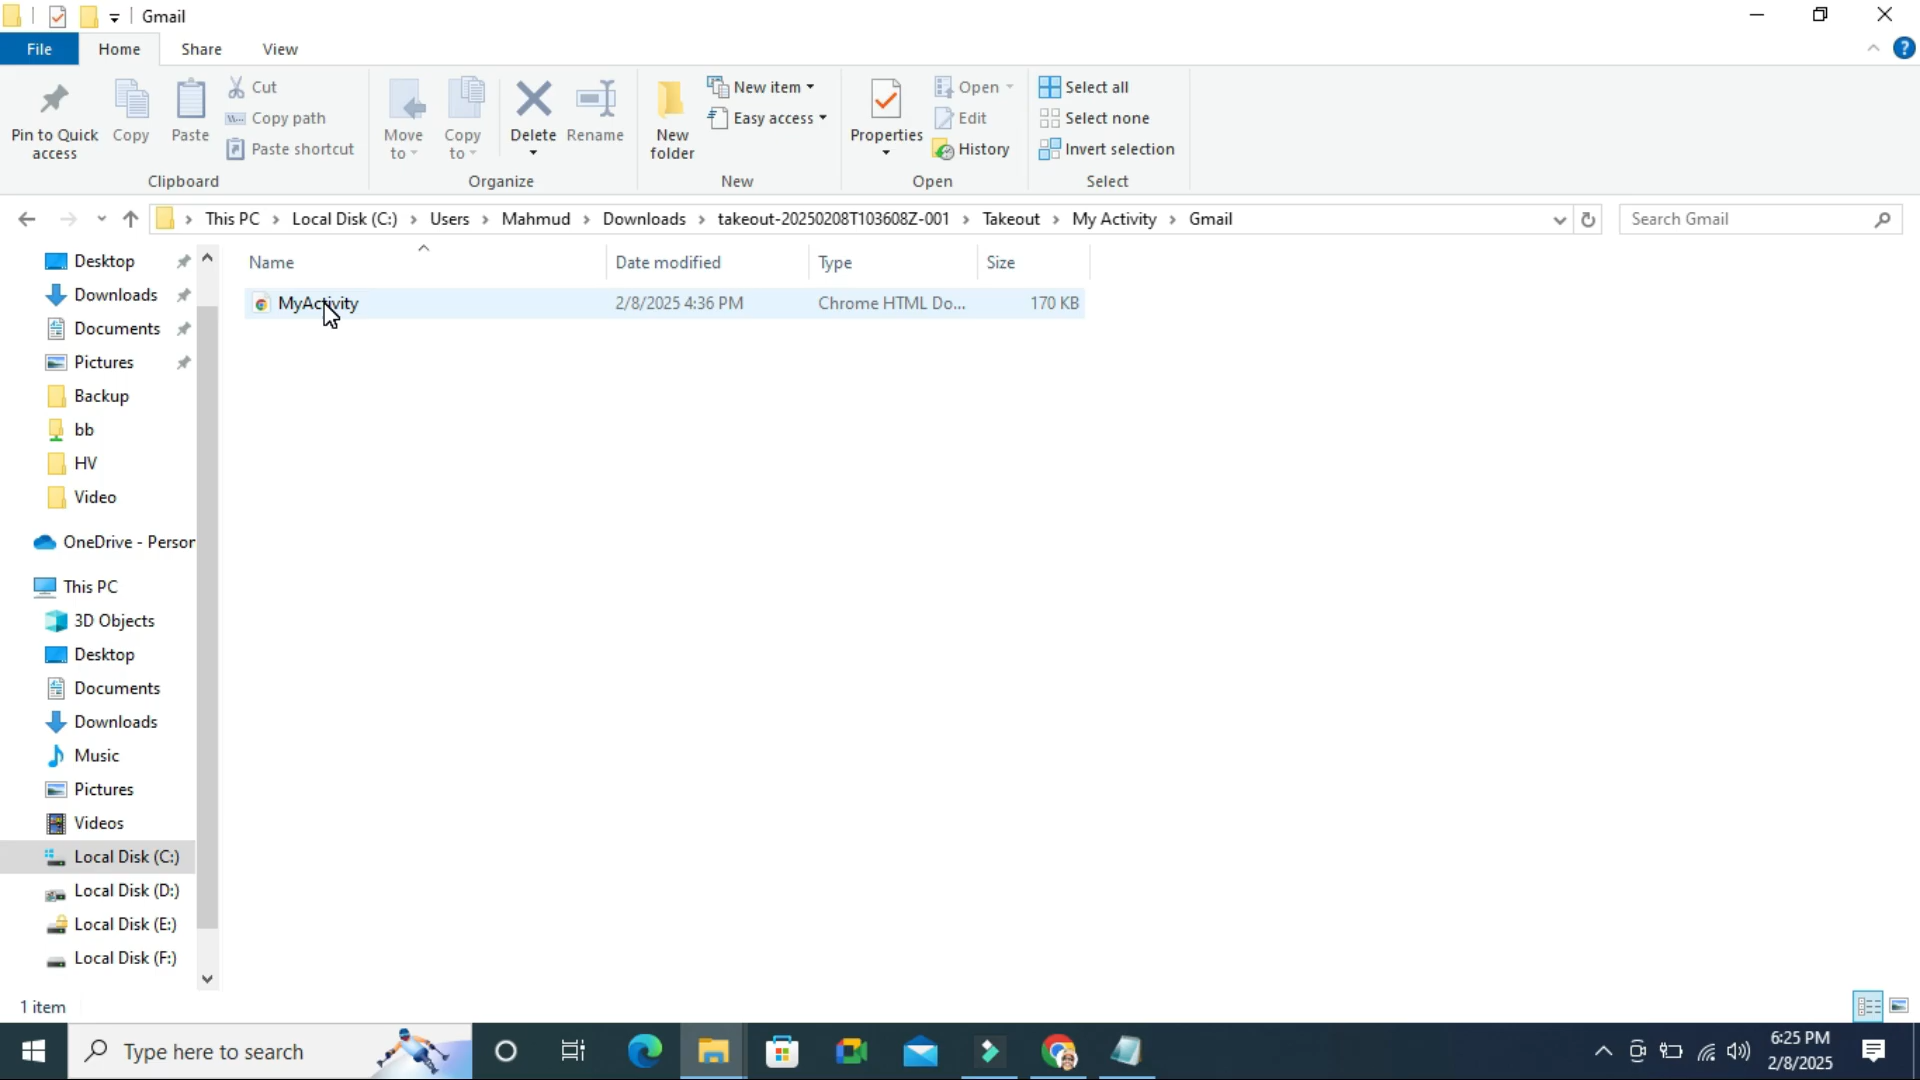 Gmail
File Home Share View
Pin to Quick access
Copy
Paste
Cut
Copy path
Paste shortcut
Clipboard
Move to
Copy to
Delete
Rename
Organize
New folder
New item
Easy access
New
Properties
Open
Edit
History
Open
Select all
Select none
Invert selection
Select
This PC > Local Disk (C:) > Users > Mahmud > Downloads > takeout-20250208T103608Z-001 > Takeout > My Activity > Gmail
Search Gmail
Name Date modified Type Size
MyActivity 2/8/2025 4:36 PM Chrome HTML Do... 170 KB
Desktop
Downloads
Documents
Pictures
Backup
bb
HV
Video
OneDrive - Person
This PC
3D Objects
Desktop
Documents
Downloads
Music
Pictures
Videos
Local Disk (C:)
Local Disk (D:)
Local Disk (E:)
Local Disk (F:)
1 item
Type here to search
6:25 PM
2/8/2025